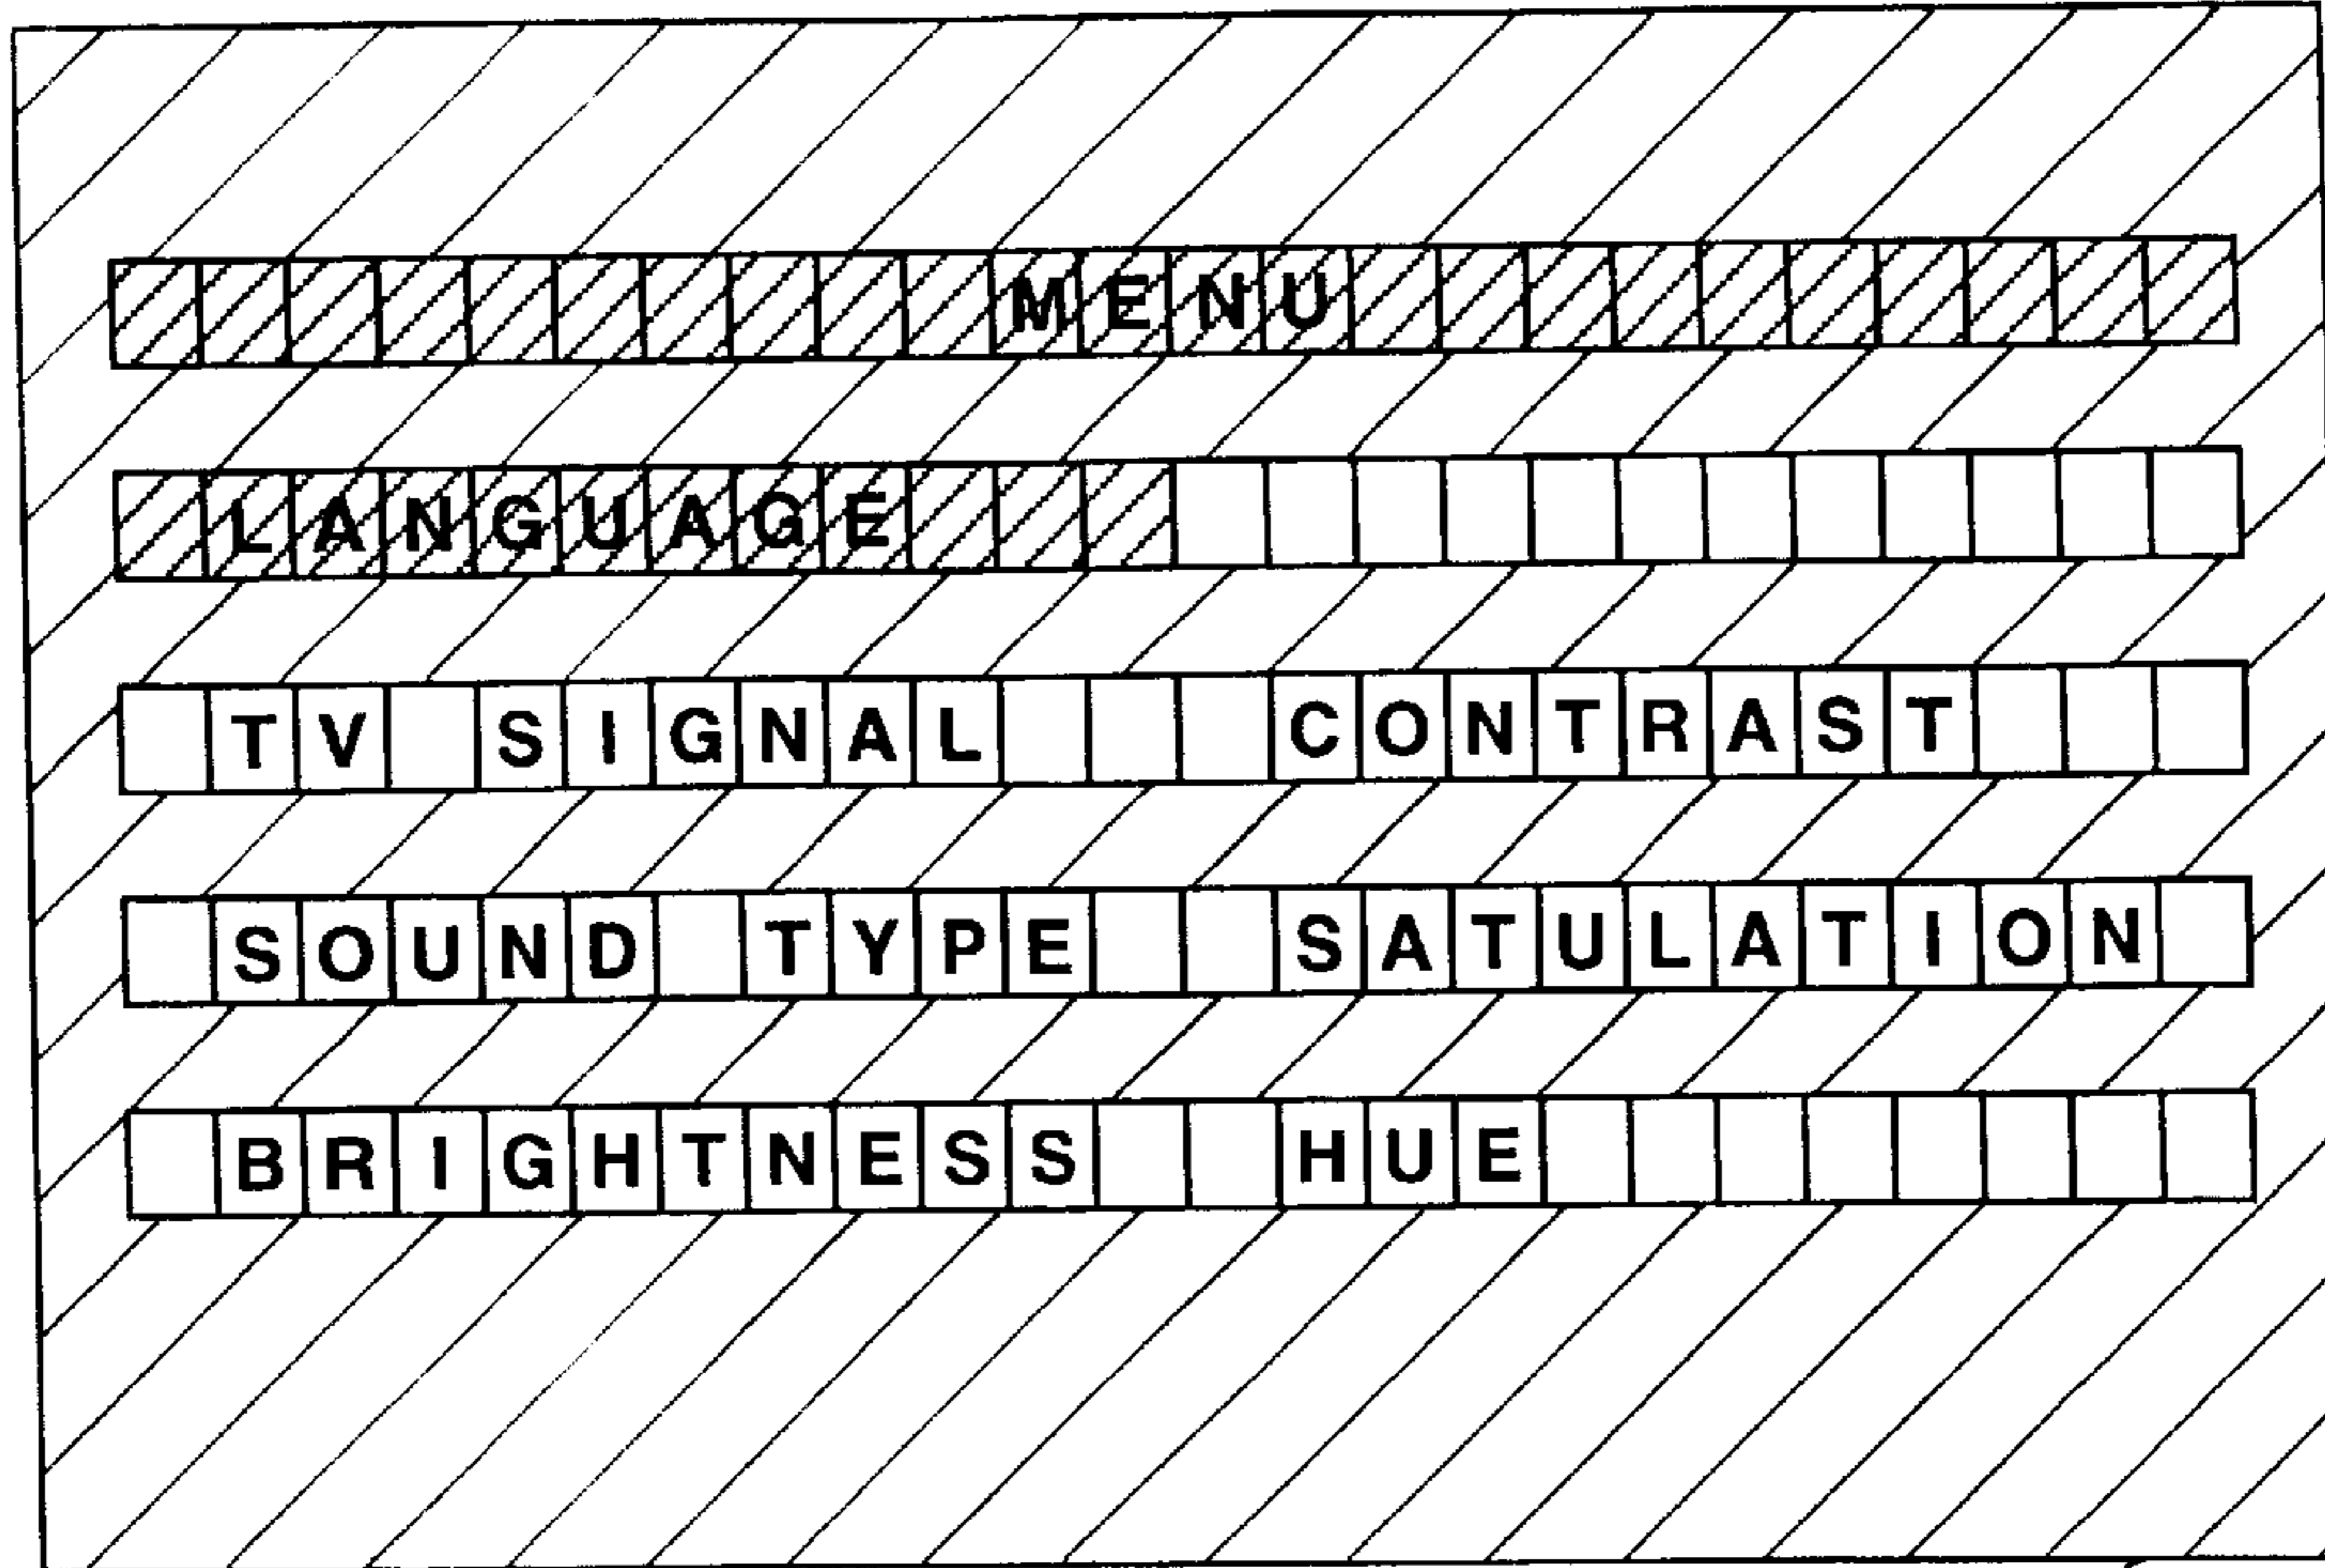 MENU
LANGUAGE
TV SIGNAL CONTRAST
SOUND TYPE SATULATION
BRIGHTNESS HUE